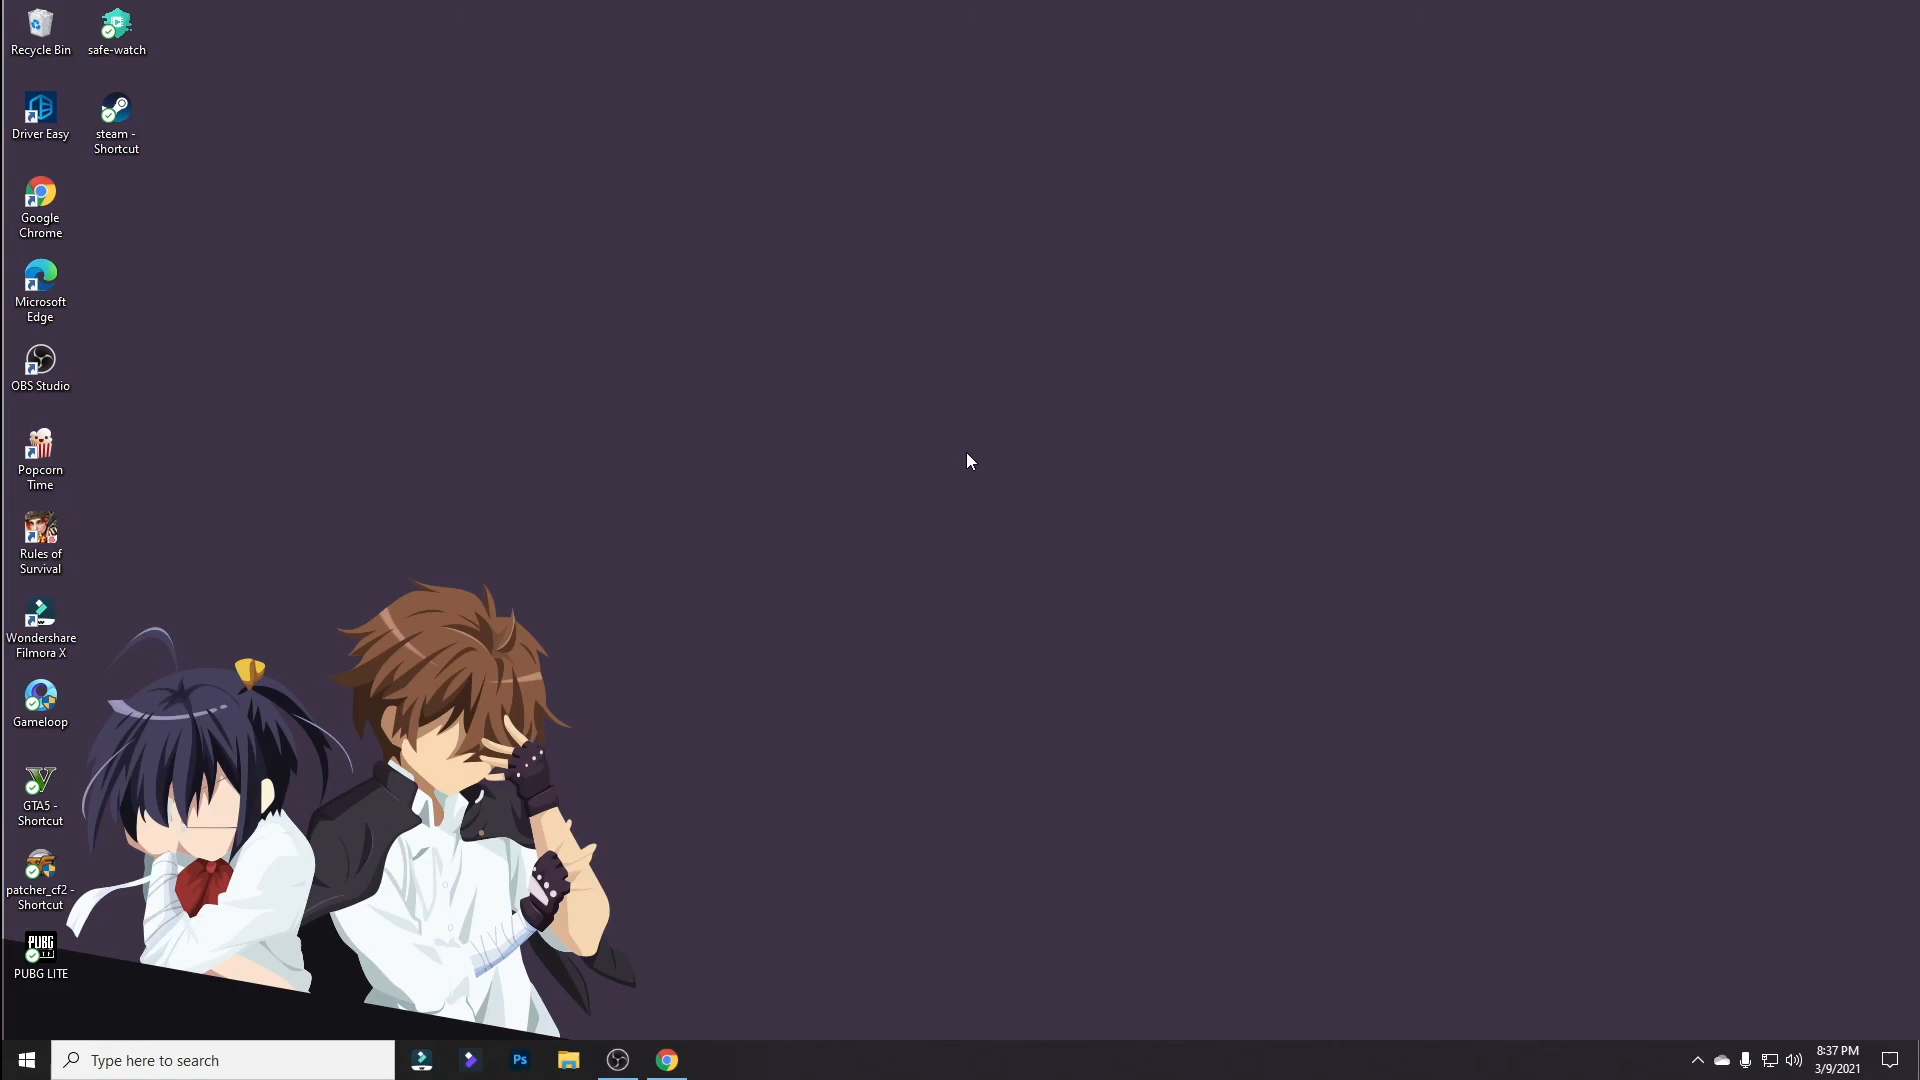 Recycle Bin
safe-watch
Driver Easy
steam -
Shortcut
Google
Chrome
Microsoft
Edge
OBS Studio
Popcorn
Time
Rules of
Survival
Wondershare
Filmora X
Gameloop
GTA5 -
Shortcut
patcher_cf2 -
Shortcut
PUBG
PUBG LITE
Type here to search
Ps
8:37 PM
3/9/2021